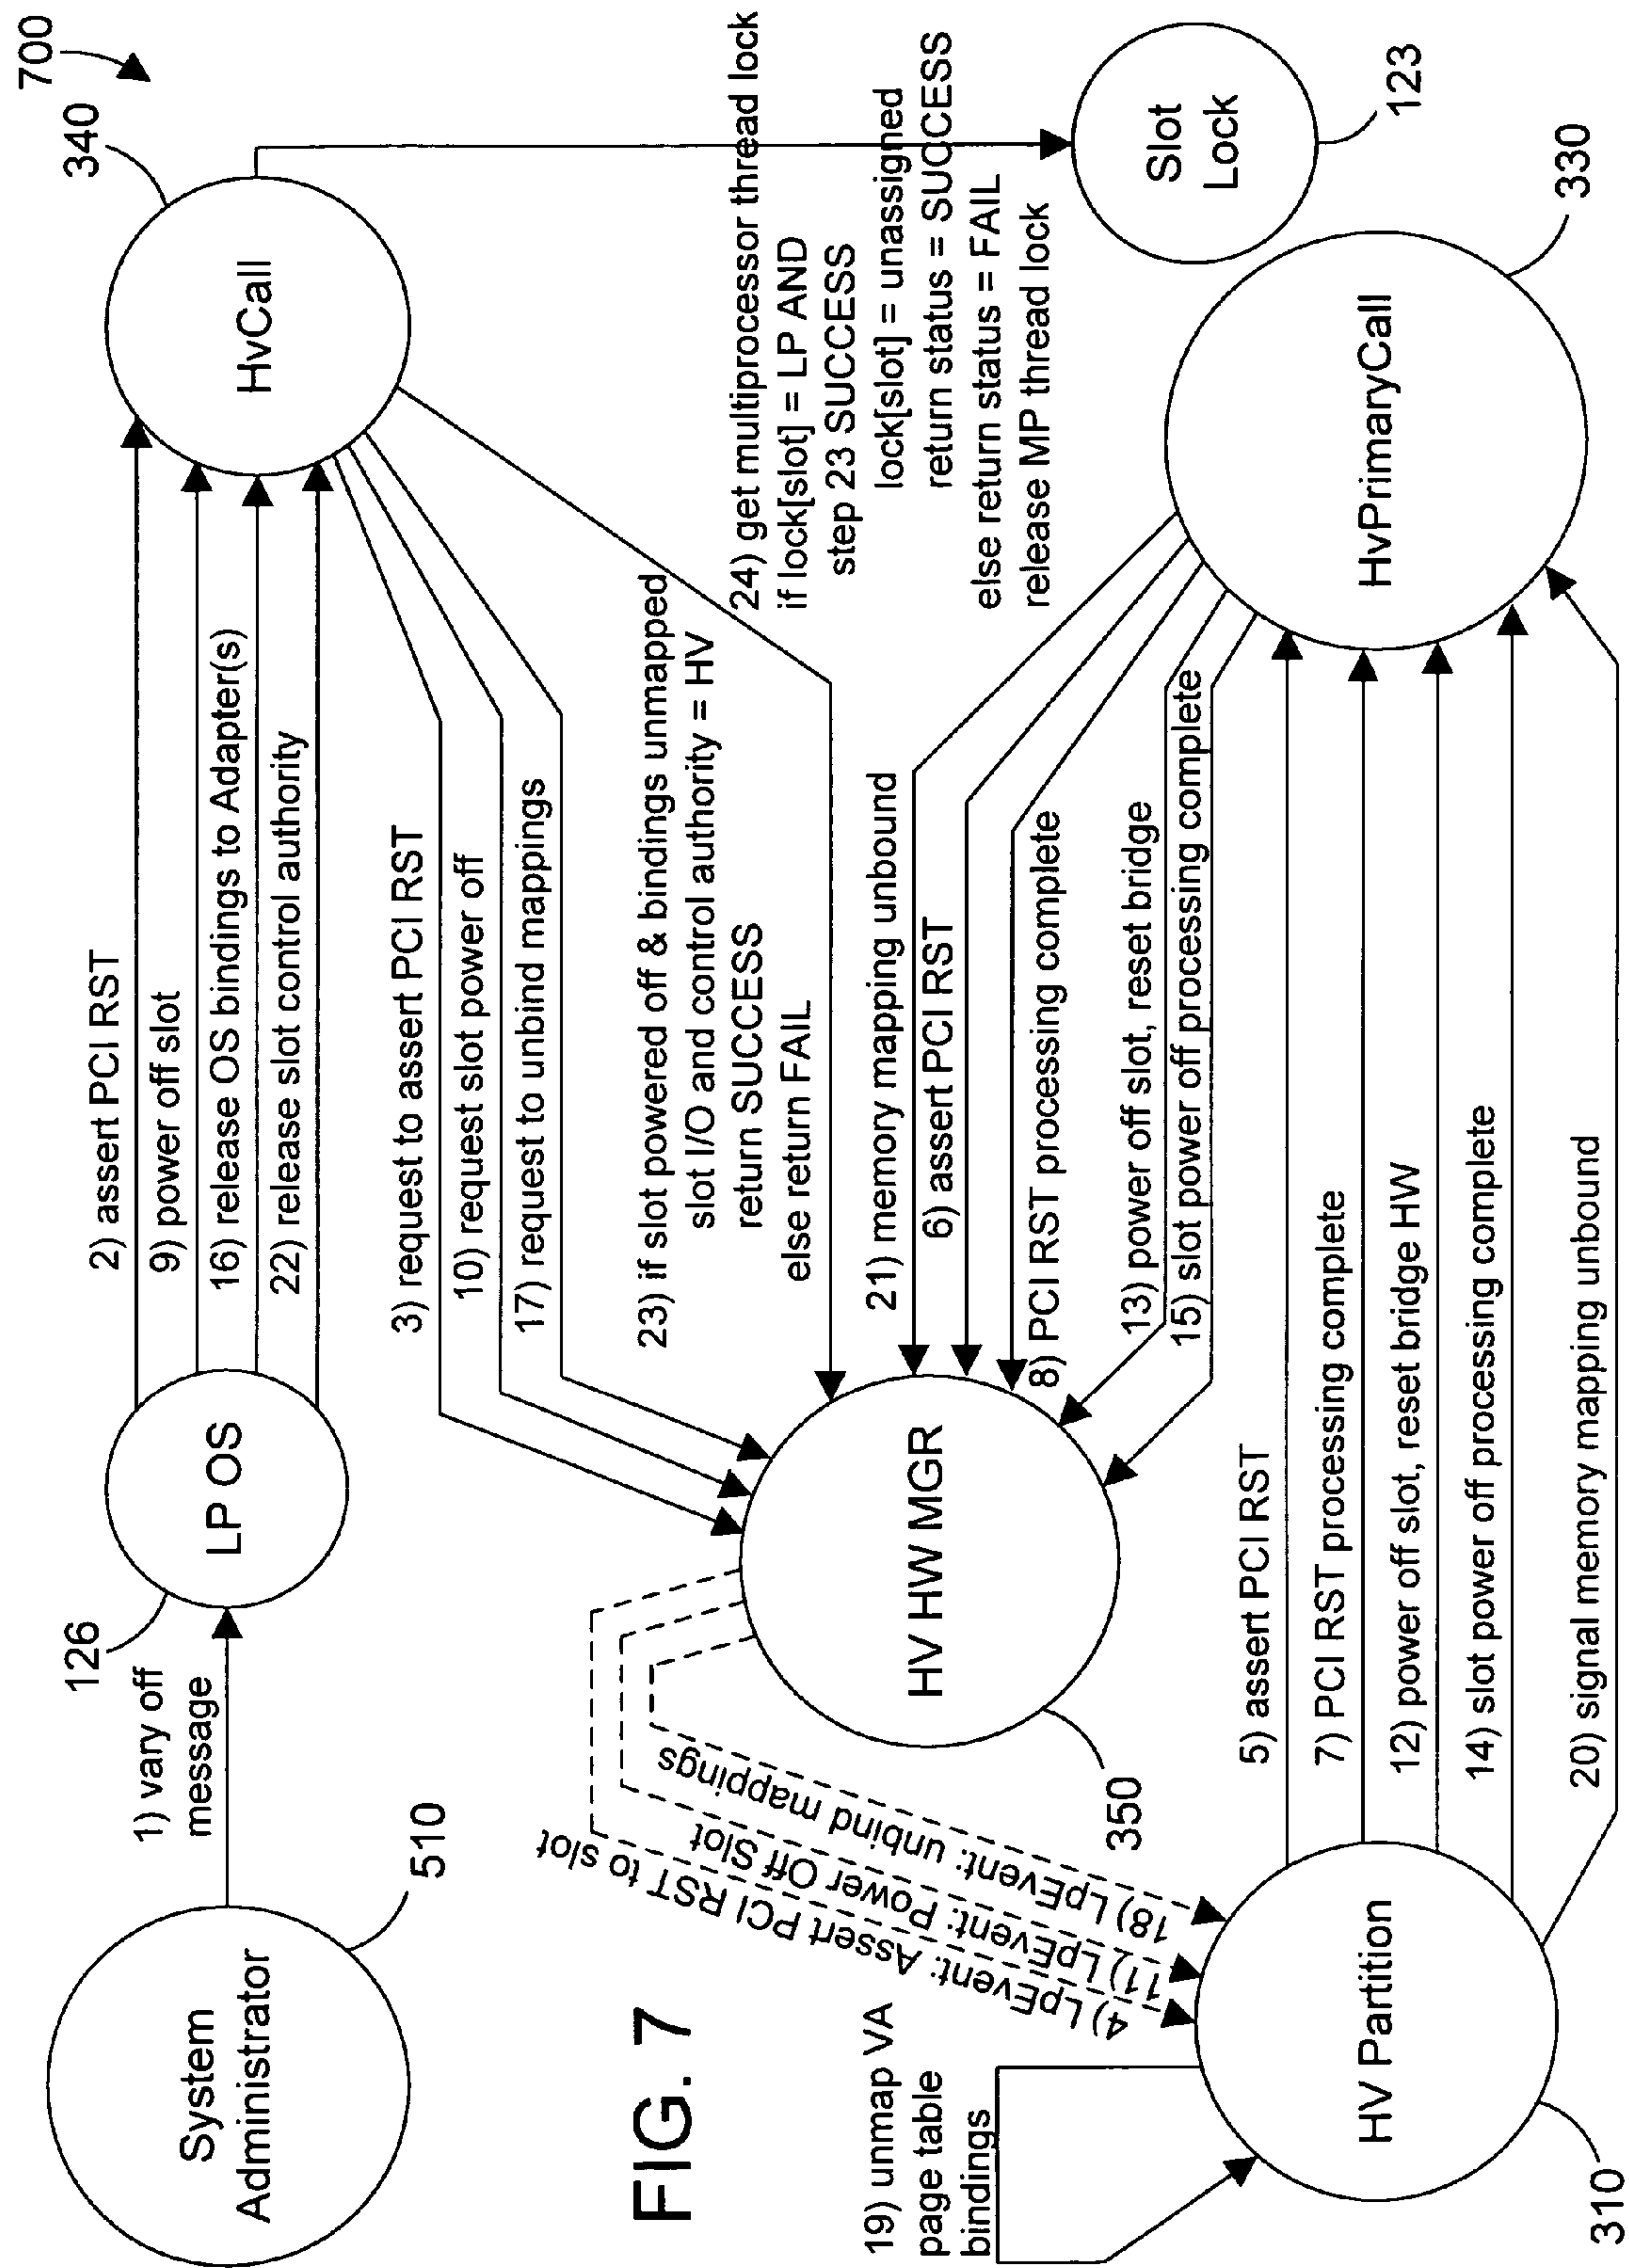 700
System
Administrator
510
1) vary off
message
LP OS
126
2) assert PCI RST
9) power off slot
16) release OS bindings to Adapter(s)
22) release slot control authority
HvCall
340
3) request to assert PCI RST
10) request slot power off
17) request to unbind mappings
23) if slot powered off & bindings unmapped
slot I/O and control authority = HV
return SUCCESS
else return FAIL
24) get multiprocessor thread lock
if lock[slot] = LP AND
step 23 SUCCESS
lock[slot] = unassigned
return status = SUCCESS
else return status = FAIL
release MP thread lock
Slot
Lock
123
FIG. 7
HV HW MGR
350
21) memory mapping unbound
6) assert PCI RST
8) PCI RST processing complete
13) power off slot, reset bridge
15) slot power off processing complete
18) LpEvent: unbind mappings
11) LpEvent: Power Off Slot
4) LpEvent: Assert PCI RST to slot
19) unmap VA
page table
bindings
HV Partition
310
5) assert PCI RST
7) PCI RST processing complete
12) power off slot, reset bridge HW
14) slot power off processing complete
20) signal memory mapping unbound
HvPrimaryCall
330